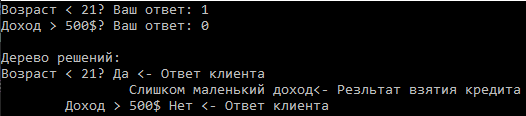 Возраст < 21? Ваш ответ: 1
Доход > 500$? Ваш ответ: 0
Дерево решений:
Возраст < 21? Да <- Ответ клиента
Слишком маленький доход<- Резльтат взятия кредита
Доход > 500$ Нет <- Ответ клиента